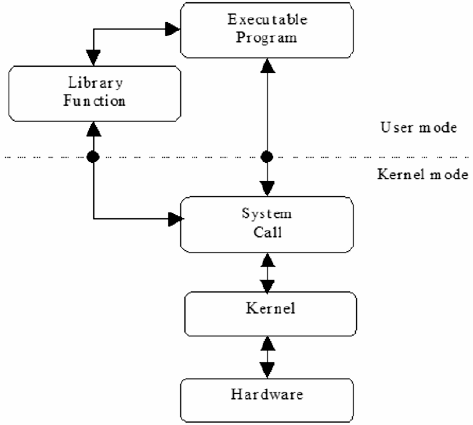 Executable
Program
Library
Function
User mode
Kernel mode
System
Call
Kernel
Hardware